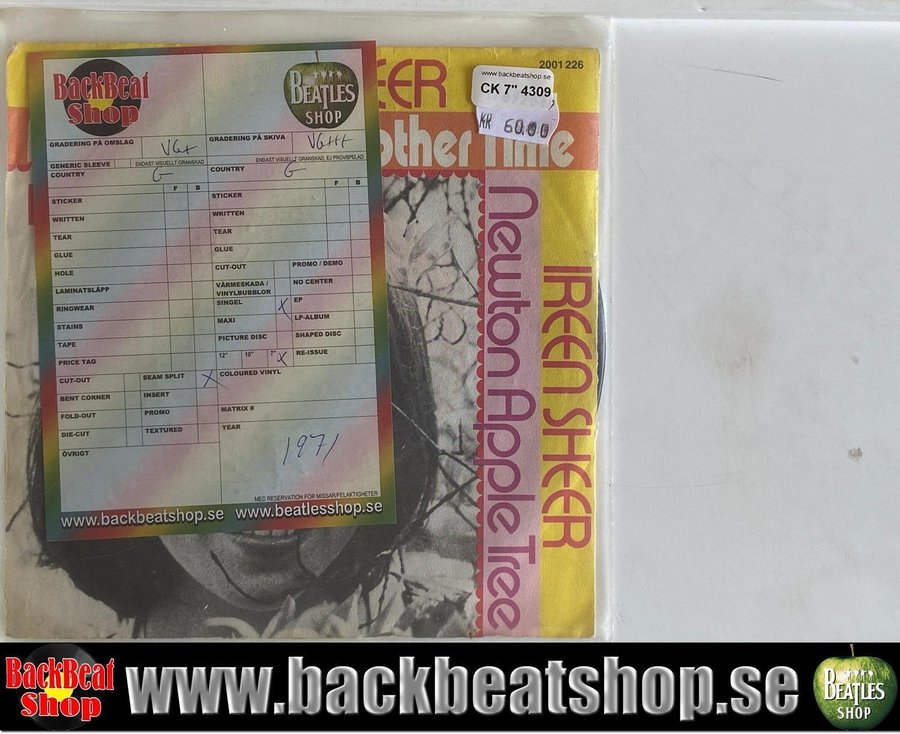 EER
2001 226
other Time
Newton Apple Tree
IREEN SHEER
www.backbeatshop.se
CK 7" 4309
KR 60.00
BackBeat
Shop
BEATLES
SHOP
GRADERING PÅ OMSLAG
VG+
GRADERING PÅ SKIVA
VG++
GENERIC SLEEVE
ENDAST VISUELLT GRANSKAD
ENDAST VISUELLT GRANSKAD, EJ PROVSPELAD
COUNTRY
G
COUNTRY
G
F B
F B
STICKER
WRITTEN
TEAR
GLUE
HOLE
LAMINATSLÄPP
RINGWEAR
STAINS
TAPE
PRICE TAG
CUT-OUT
SEAM SPLIT X
BENT CORNER
INSERT
FOLD-OUT
PROMO
DIE-CUT
TEXTURED
ÖVRIGT
STICKER
WRITTEN
TEAR
GLUE
CUT-OUT
PROMO / DEMO
VÄRMESKADA /
VINYLBUBBLOR
NO CENTER
SINGEL X
EP
MAXI
LP-ALBUM
PICTURE DISC
SHAPED DISC
12" 10" 7" X
RE-ISSUE
COLOURED VINYL
MATRIX #
YEAR
1971
MED RESERVATION FÖR MISSAR/FELAKTIGHETER
www.backbeatshop.se www.beatlesshop.se
BackBeat
Shop
www.backbeatshop.se
BEATLES
SHOP